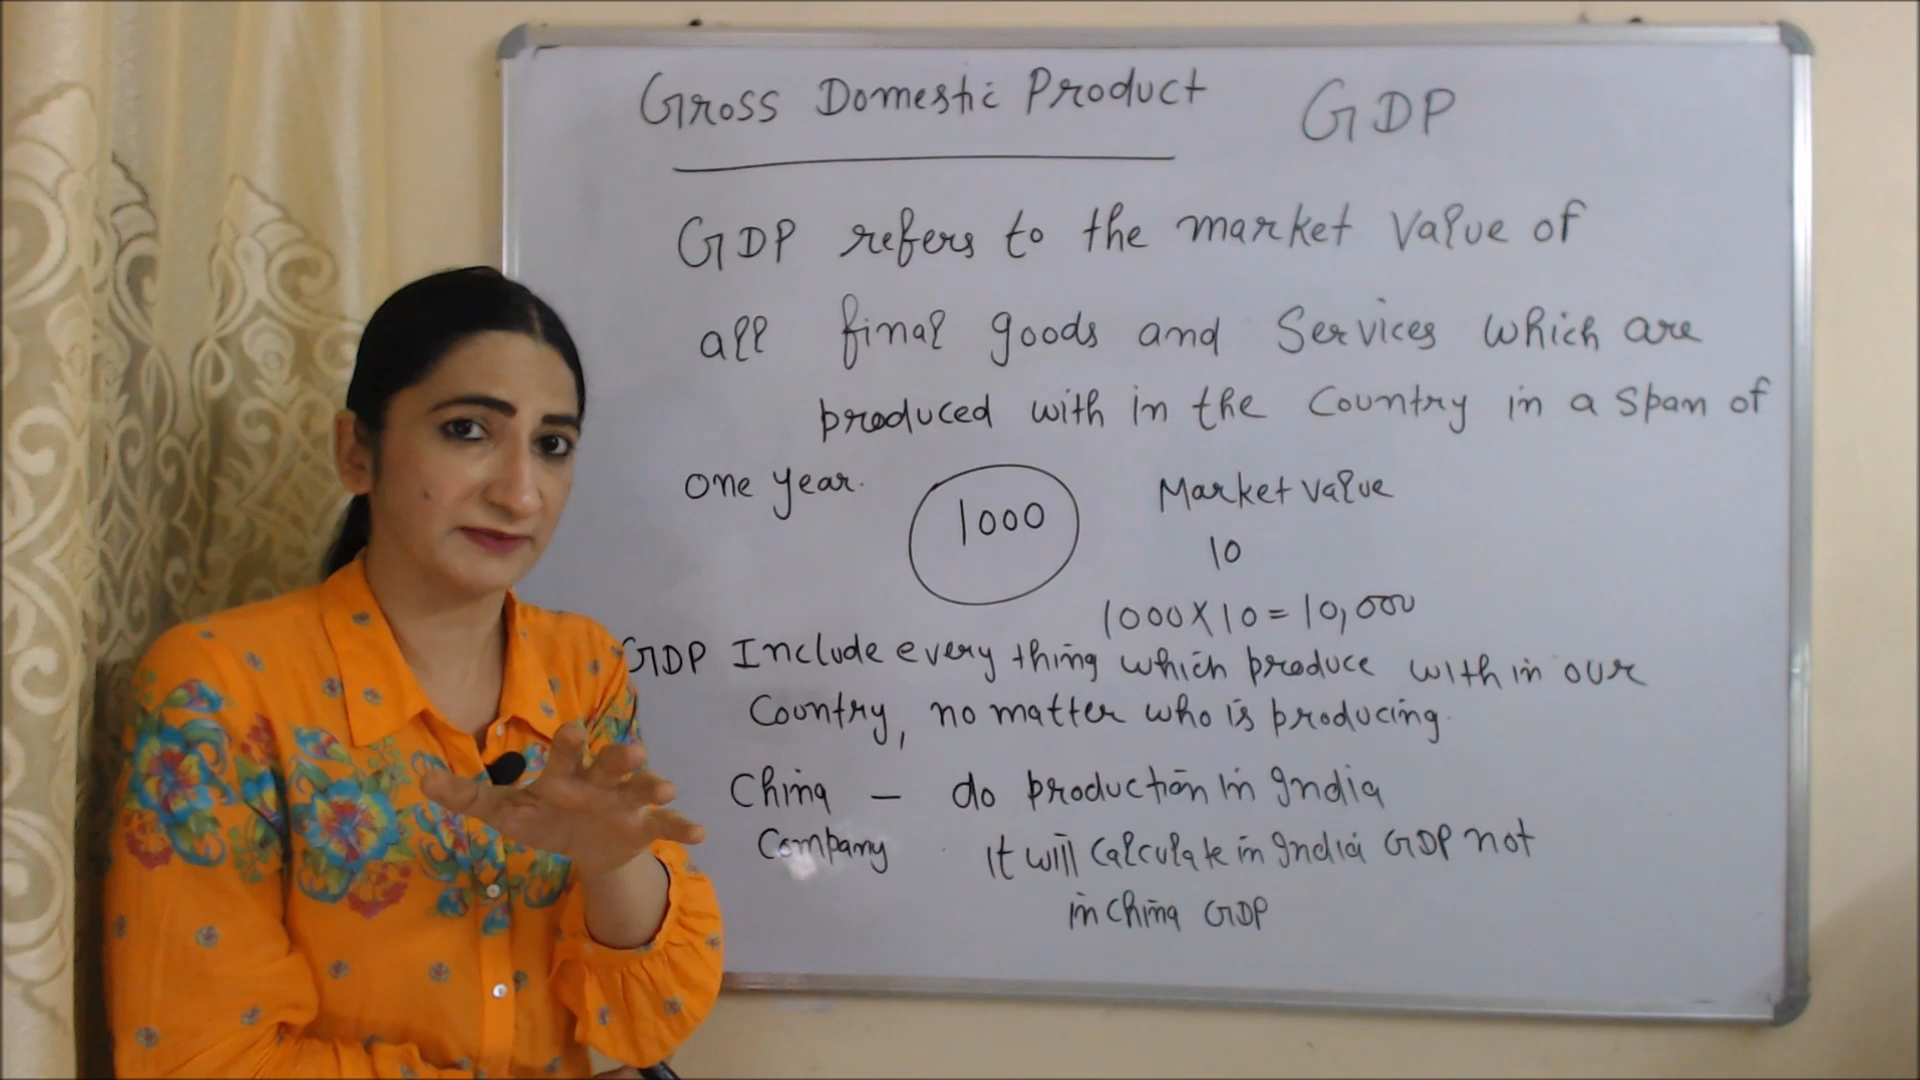 Gross Domestic Product GDP
GDP refers to the market value of
all final goods and Services which are
produced with in the Country in a span of
one year.
1000
Market value
10
1000 X 10 = 10,000
GDP Include every thing which produce with in our
Country, no matter who is producing.
China – do production in India
Company It will calculate in India GDP not
in China GDP